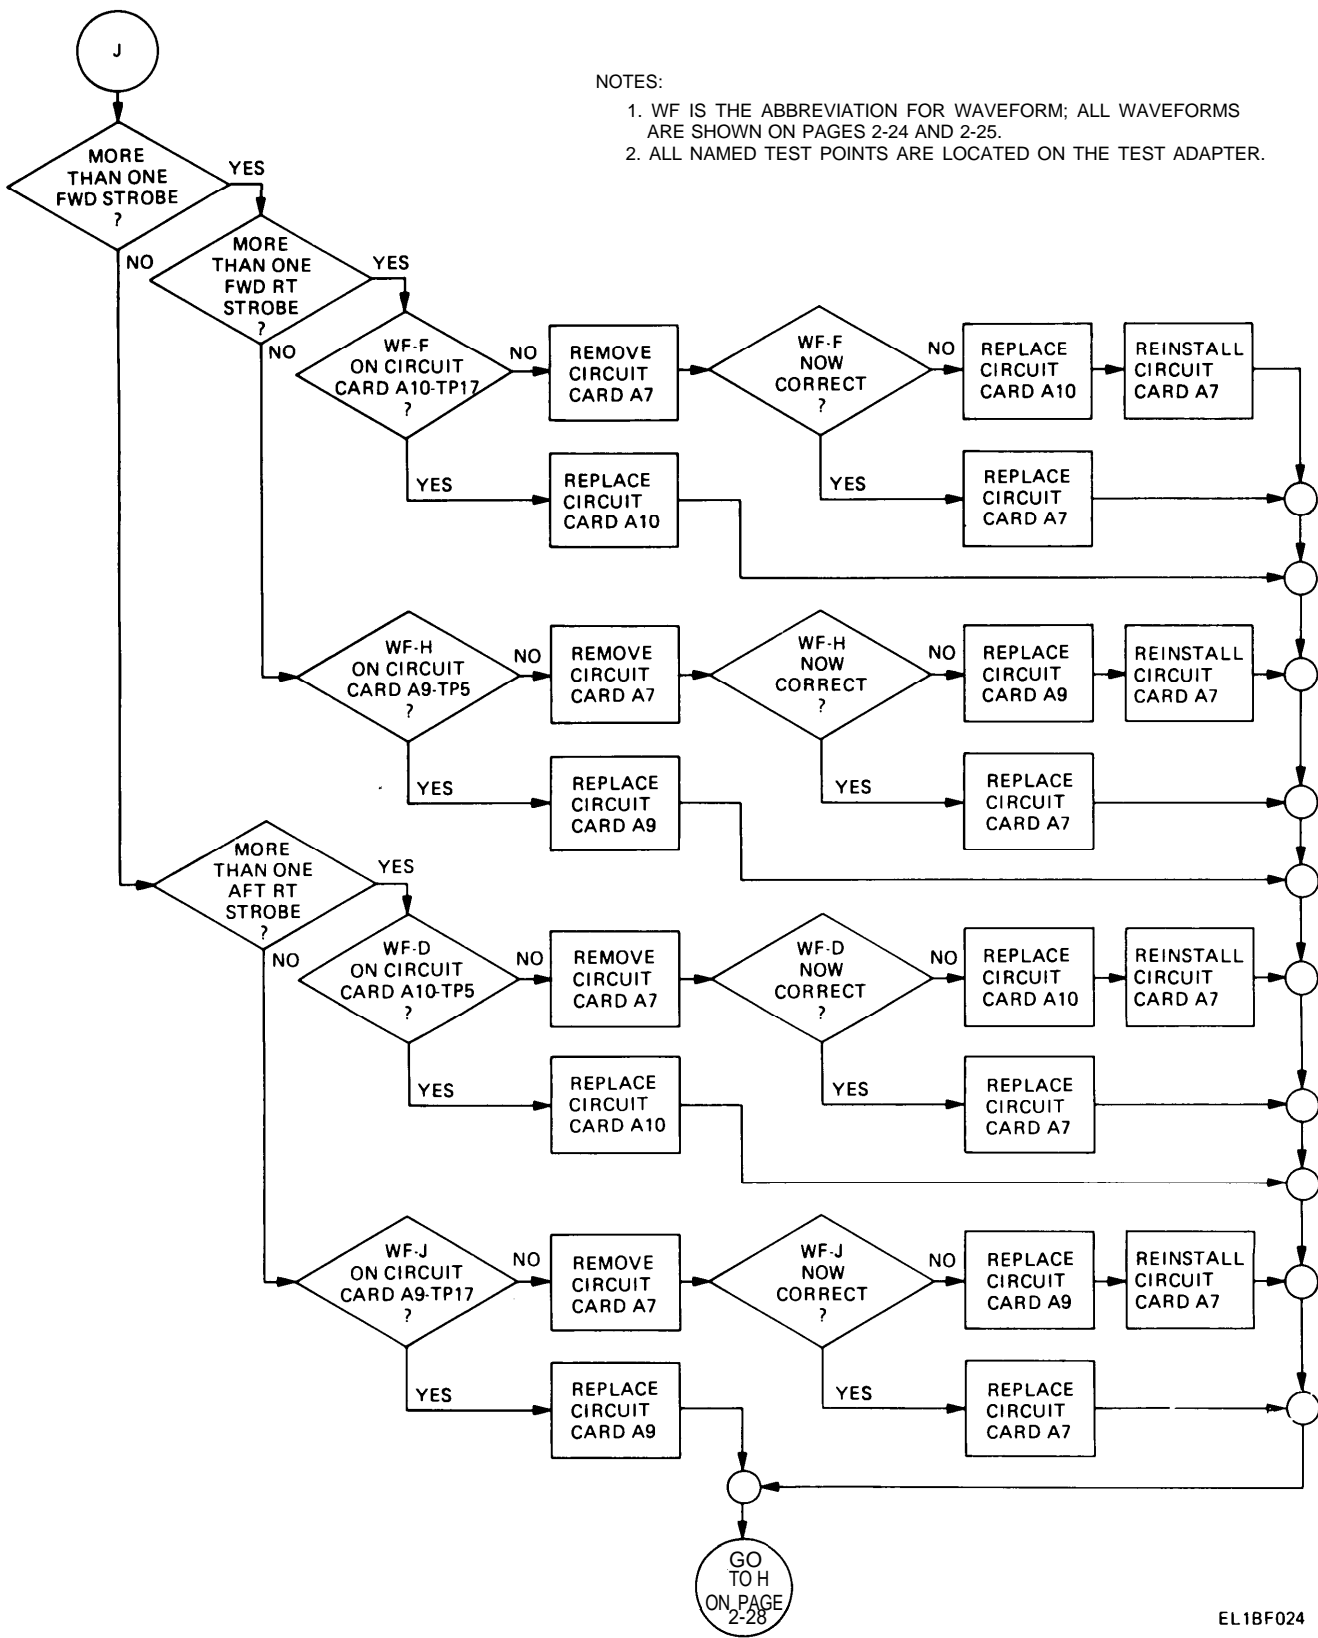 J
NOTES:
1. WF IS THE ABBREVIATION FOR WAVEFORM; ALL WAVEFORMS
ARE SHOWN ON PAGES 2-24 AND 2-25.
2. ALL NAMED TEST POINTS ARE LOCATED ON THE TEST ADAPTER.
MORE
THAN ONE
FWD STROBE
?
YES
NO
MORE
THAN ONE
FWD RT
STROBE
?
YES
NO
WF-F
ON CIRCUIT
CARD A10-TP17
?
NO
REMOVE
CIRCUIT
CARD A7
WF-F
NOW
CORRECT
?
NO
REPLACE
CIRCUIT
CARD A10
REINSTALL
CIRCUIT
CARD A7
YES
REPLACE
CIRCUIT
CARD A10
YES
REPLACE
CIRCUIT
CARD A7
WF-H
ON CIRCUIT
CARD A9-TP5
?
NO
REMOVE
CIRCUIT
CARD A7
WF-H
NOW
CORRECT
?
NO
REPLACE
CIRCUIT
CARD A9
REINSTALL
CIRCUIT
CARD A7
YES
REPLACE
CIRCUIT
CARD A9
YES
REPLACE
CIRCUIT
CARD A7
MORE
THAN ONE
AFT RT
STROBE
?
YES
NO
WF-D
ON CIRCUIT
CARD A10-TP5
?
NO
REMOVE
CIRCUIT
CARD A7
WF-D
NOW
CORRECT
?
NO
REPLACE
CIRCUIT
CARD A10
REINSTALL
CIRCUIT
CARD A7
YES
REPLACE
CIRCUIT
CARD A10
YES
REPLACE
CIRCUIT
CARD A7
WF-J
ON CIRCUIT
CARD A9-TP17
?
NO
REMOVE
CIRCUIT
CARD A7
WF-J
NOW
CORRECT
?
NO
REPLACE
CIRCUIT
CARD A9
REINSTALL
CIRCUIT
CARD A7
YES
REPLACE
CIRCUIT
CARD A9
YES
REPLACE
CIRCUIT
CARD A7
GO
TO H
ON PAGE
2-28
EL1BF024